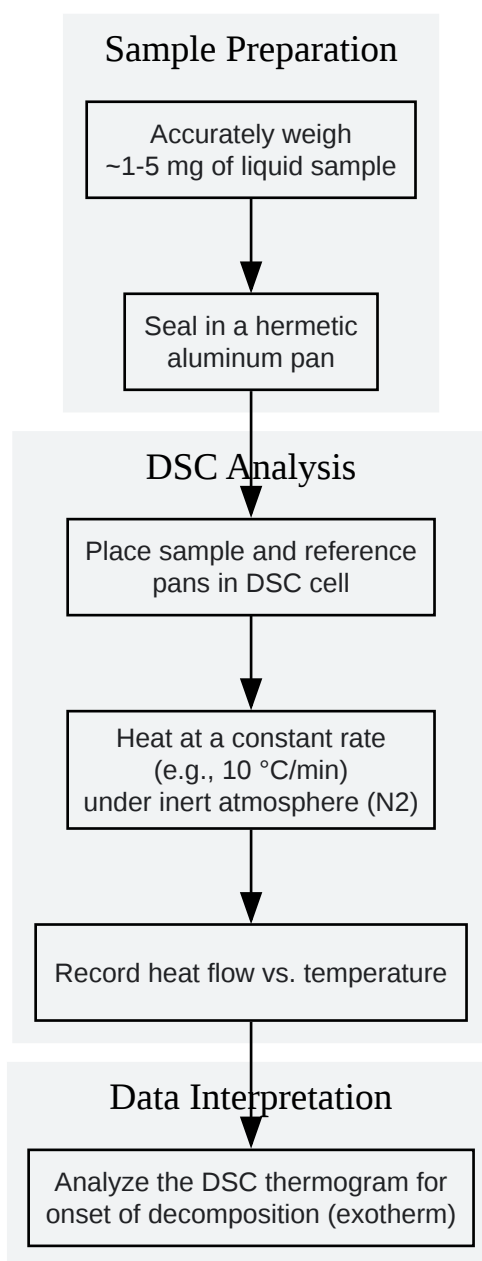 Sample Preparation
Accurately weigh
~1-5 mg of liquid sample
Seal in a hermetic
aluminum pan
DSC Analysis
Place sample and reference
pans in DSC cell
Heat at a constant rate
(e.g., 10 °C/min)
under inert atmosphere (N2)
Record heat flow vs. temperature
Data Interpretation
Analyze the DSC thermogram for
onset of decomposition (exotherm)